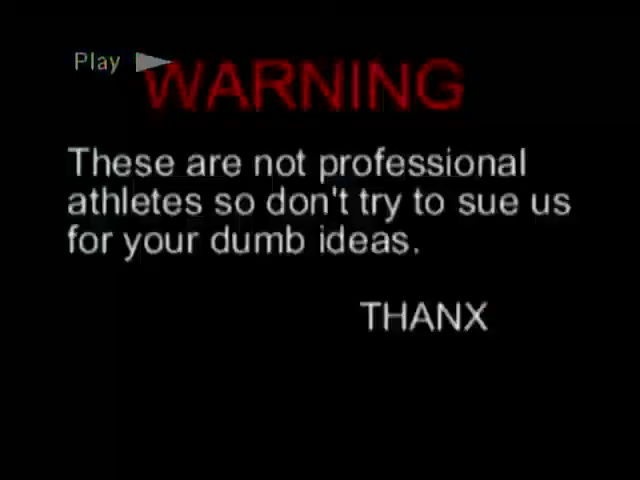 Play
WARNING
These are not professional
athletes so don't try to sue us
for your dumb ideas.
THANX